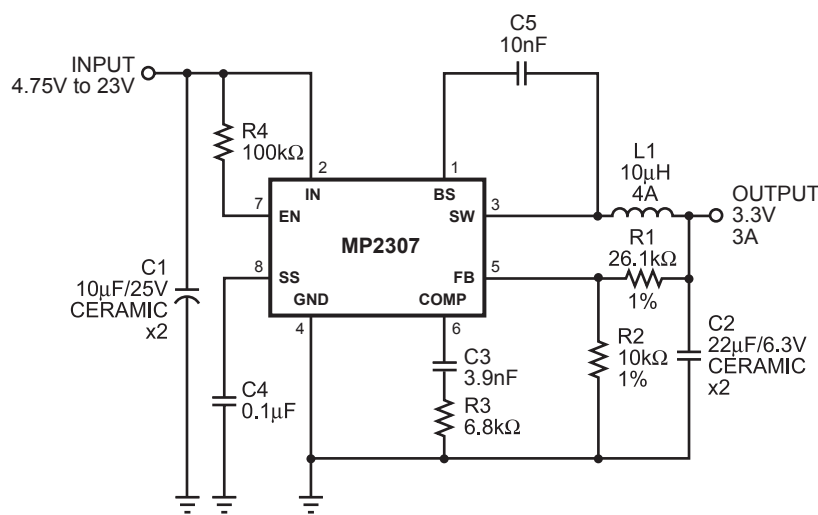 C5
10nF
INPUT
4.75V to 23V
R4
100kΩ
2
1
L1
10µH
4A
IN
BS
OUTPUT
3.3V
3A
7
EN
SW
3
MP2307
R1
26.1kΩ
1%
C1
10µF/25V
CERAMIC
x2
8
SS
FB
5
GND
COMP
4
6
R2
10kΩ
1%
C2
22µF/6.3V
CERAMIC
x2
C3
3.9nF
C4
0.1µF
R3
6.8kΩ